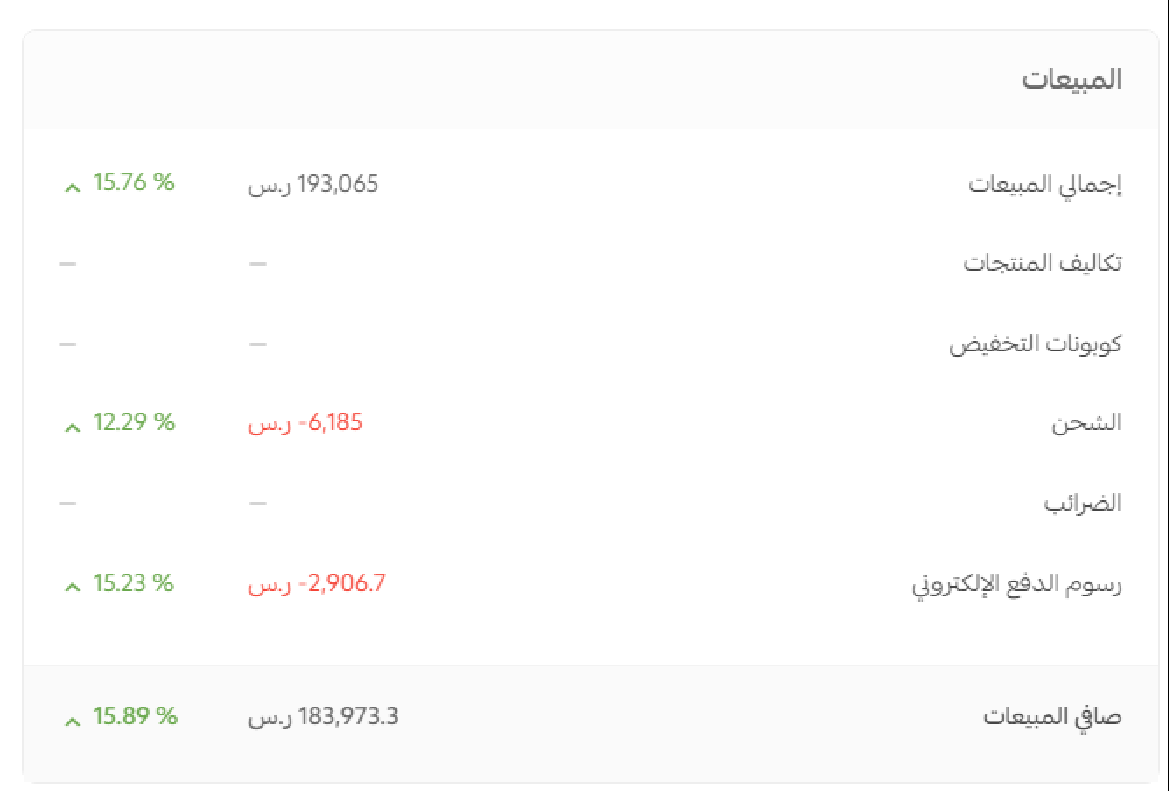 المبيعات
إجمالي المبيعات 193,065 ر.س 15.76 %
تكاليف المنتجات — —
كوبونات التخفيض — —
الشحن -6,185 ر.س 12.29 %
الضرائب — —
رسوم الدفع الإلكتروني -2,906.7 ر.س 15.23 %
صافي المبيعات 183,973.3 ر.س 15.89 %